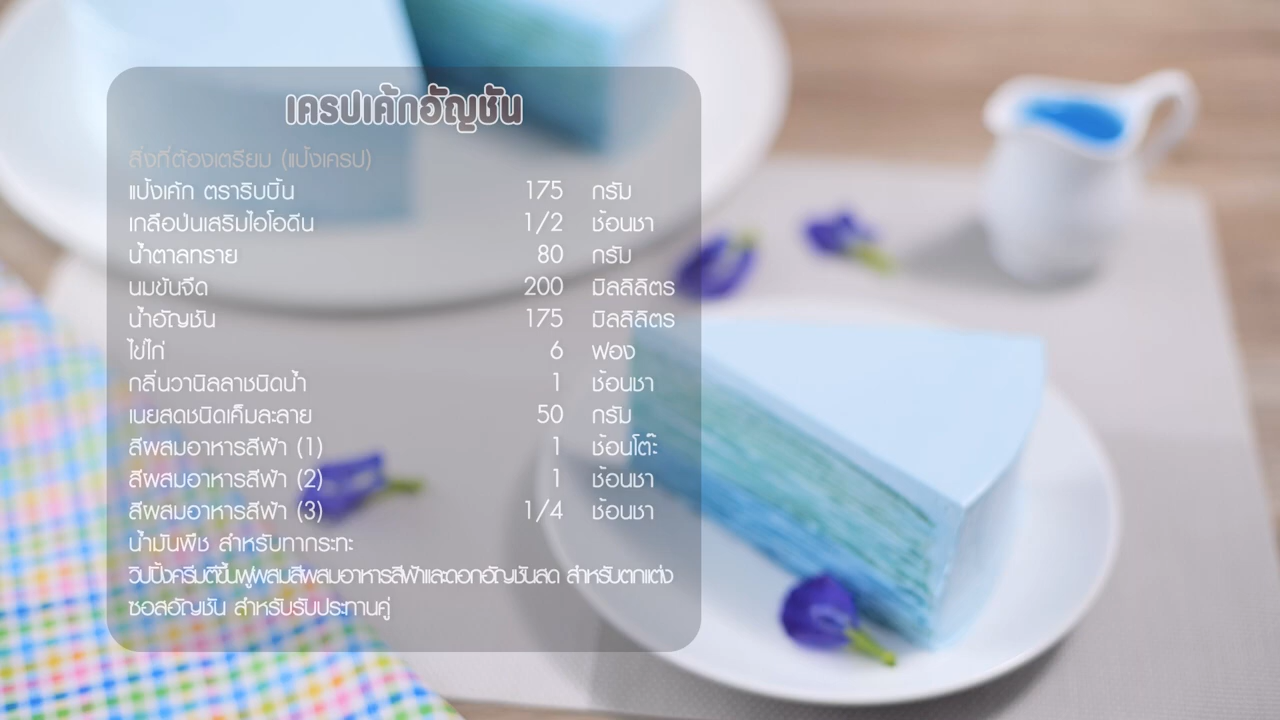 เครปเค้กอัญชัน
สิ่งที่ต้องเตรียม (แป้งเครป)
แป้งเค้ก ตราริบบิ้น 175 กรัม
เกลือป่นเสริมไอโอดีน 1/2 ช้อนชา
น้ำตาลทราย 80 กรัม
นมข้นจืด 200 มิลลิลิตร
น้ำอัญชัน 175 มิลลิลิตร
ไข่ไก่ 6 ฟอง
กลิ่นวานิลลาชนิดน้ำ 1 ช้อนชา
เนยสดชนิดเค็มละลาย 50 กรัม
สีผสมอาหารสีฟ้า (1) 1 ช้อนโต๊ะ
สีผสมอาหารสีฟ้า (2) 1 ช้อนชา
สีผสมอาหารสีฟ้า (3) 1/4 ช้อนชา
น้ำมันพืช สำหรับทากระทะ
วิปปิ้งครีมตีขึ้นฟูผสมสีผสมอาหารสีฟ้าและดอกอัญชันสด สำหรับตกแต่ง
ซอสอัญชัน สำหรับรับประทานคู่